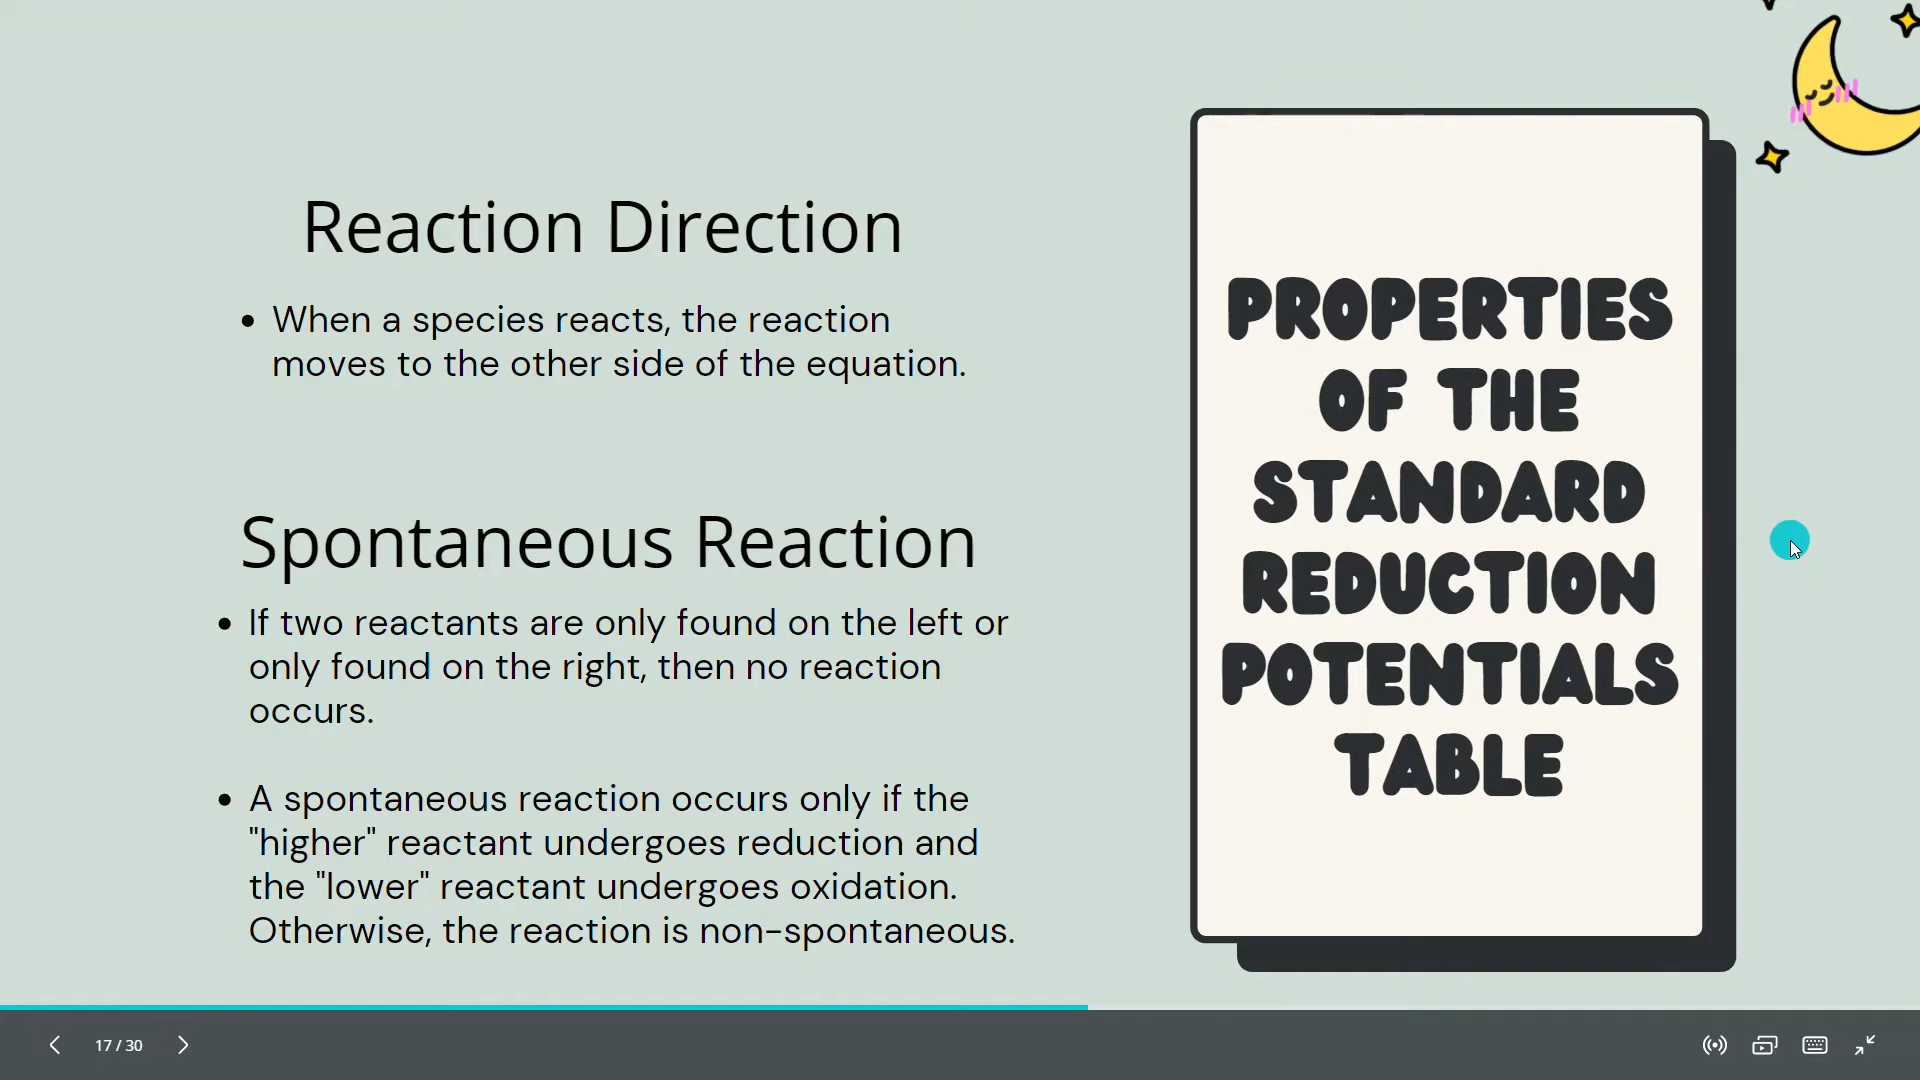 Reaction Direction
• When a species reacts, the reaction
moves to the other side of the equation.
Spontaneous Reaction
• If two reactants are only found on the left or
only found on the right, then no reaction
occurs.
• A spontaneous reaction occurs only if the
"higher" reactant undergoes reduction and
the "lower" reactant undergoes oxidation.
Otherwise, the reaction is non-spontaneous.
PROPERTIES
OF THE
STANDARD
REDUCTION
POTENTIALS
TABLE
17 / 30